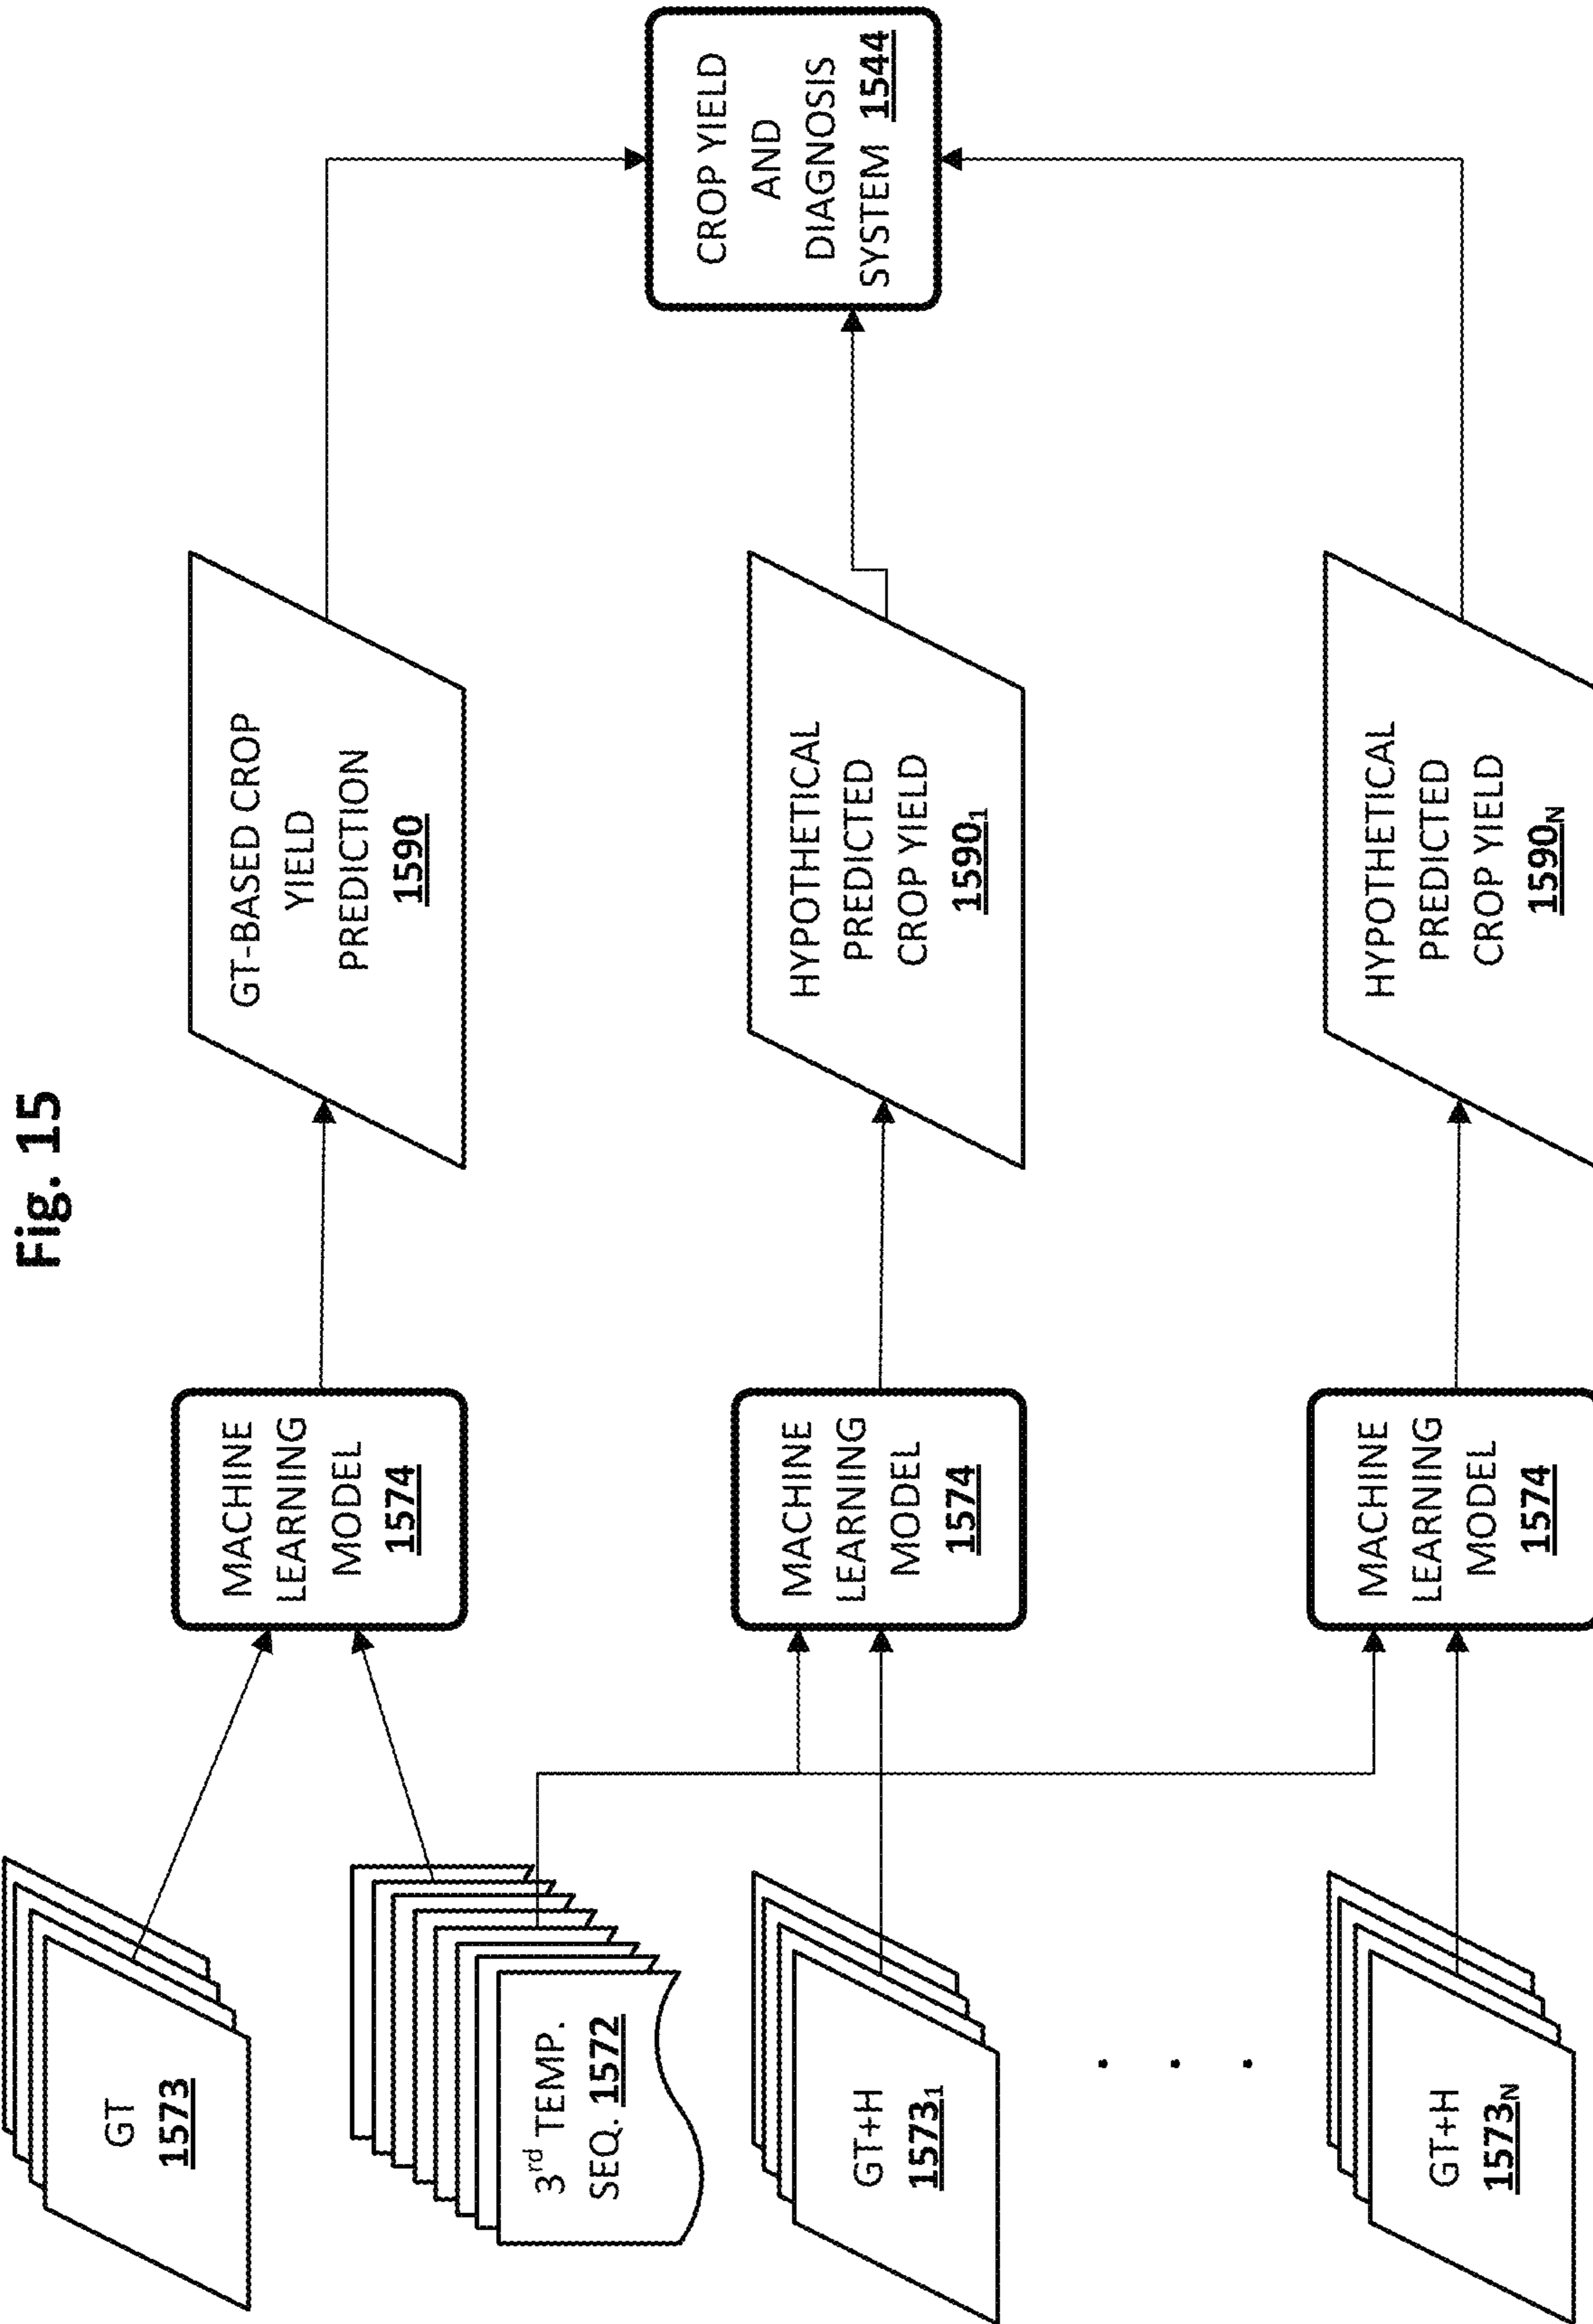 Fig. 15
GT
1573
MACHINE
LEARNING
MODEL
1574
GT-BASED CROP
YIELD
PREDICTION
1590
3rd TEMP.
SEQ. 1572
GT+H
1573₁
MACHINE
LEARNING
MODEL
1574
HYPOTHETICAL
PREDICTED
CROP YIELD
1590₁
CROP YIELD
AND
DIAGNOSIS
SYSTEM 1544
. . .
GT+H
1573N
MACHINE
LEARNING
MODEL
1574
HYPOTHETICAL
PREDICTED
CROP YIELD
1590N